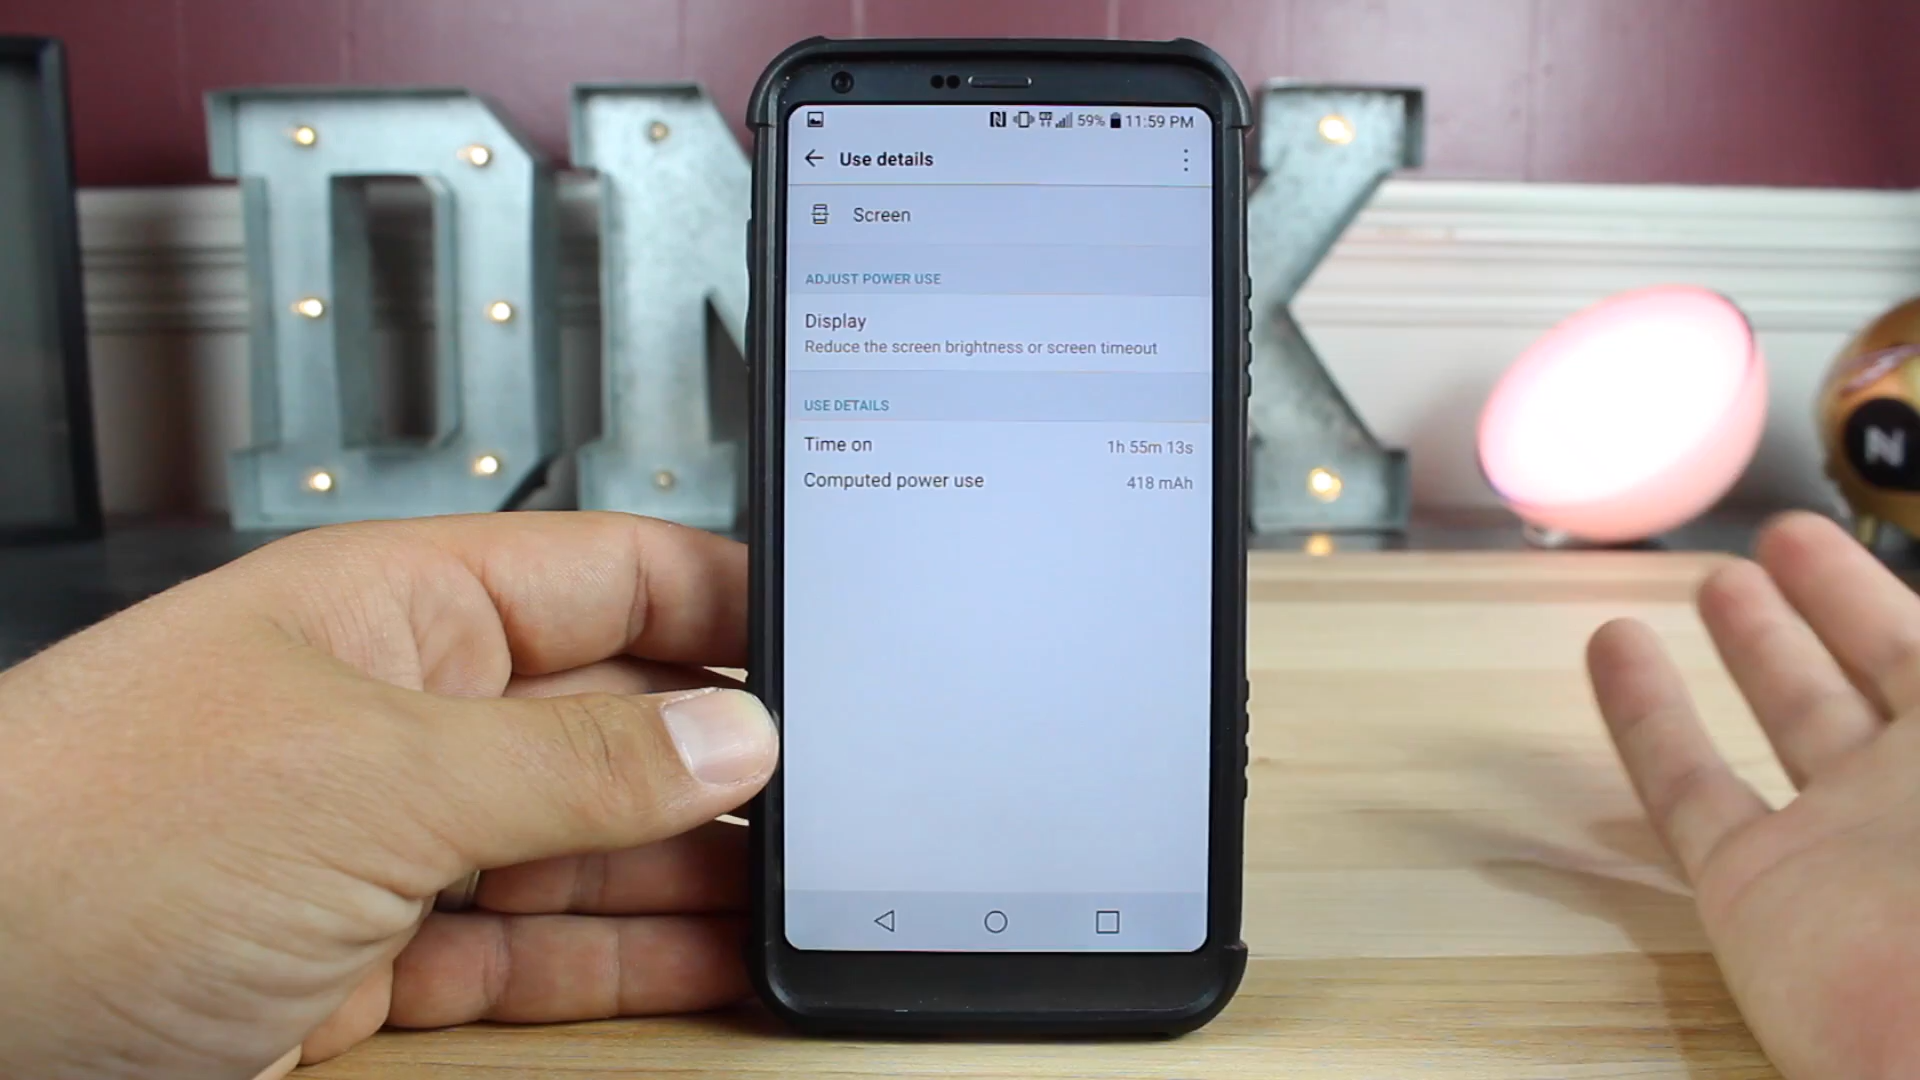 DNK
59% 11:59 PM
Use details
Screen
ADJUST POWER USE
Display
Reduce the screen brightness or screen timeout
USE DETAILS
Time on 1h 55m 13s
Computed power use 418 mAh
N